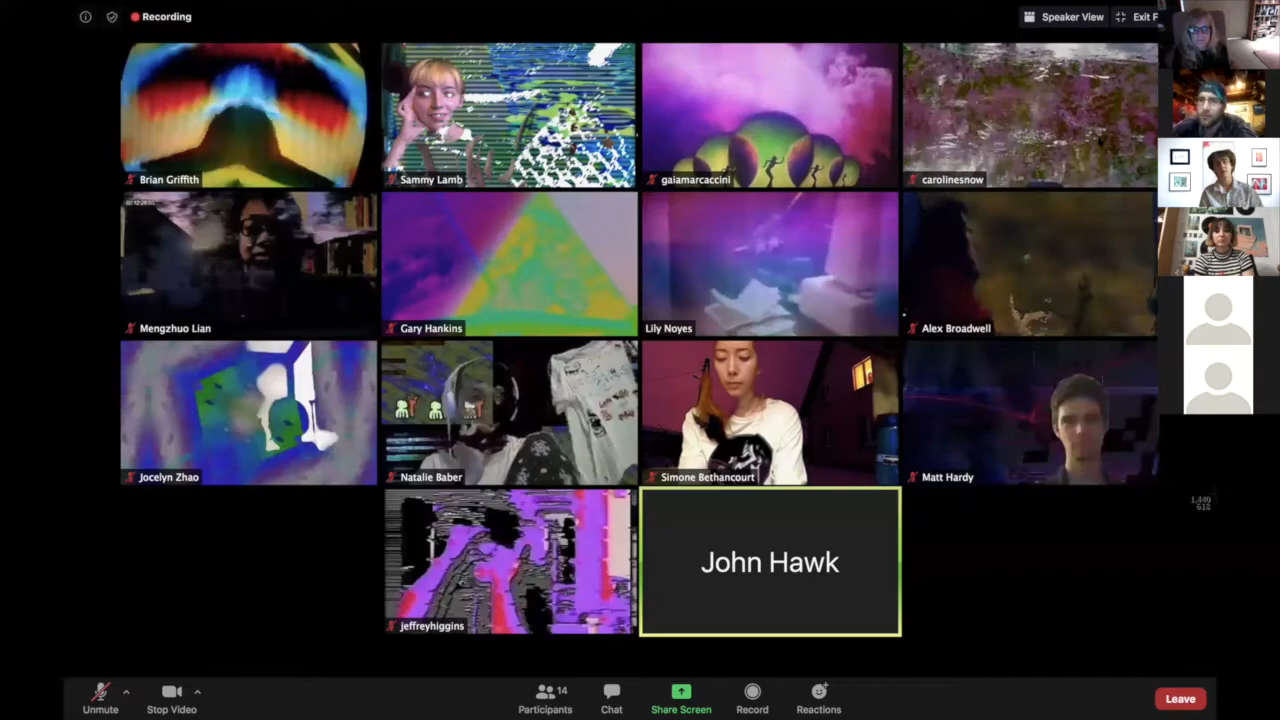 Recording
Speaker View
Exit F
Brian Griffith
Sammy Lamb
gaiamarcaccini
carolinesnow
Mengzhuo Lian
Gary Hankins
Lily Noyes
Alex Broadwell
Jocelyn Zhao
Natalie Baber
Simone Bethancourt
Matt Hardy
jeffreyhiggins
John Hawk
1,440
Unmute
Stop Video
14
Participants
Chat
Share Screen
Record
Reactions
Leave